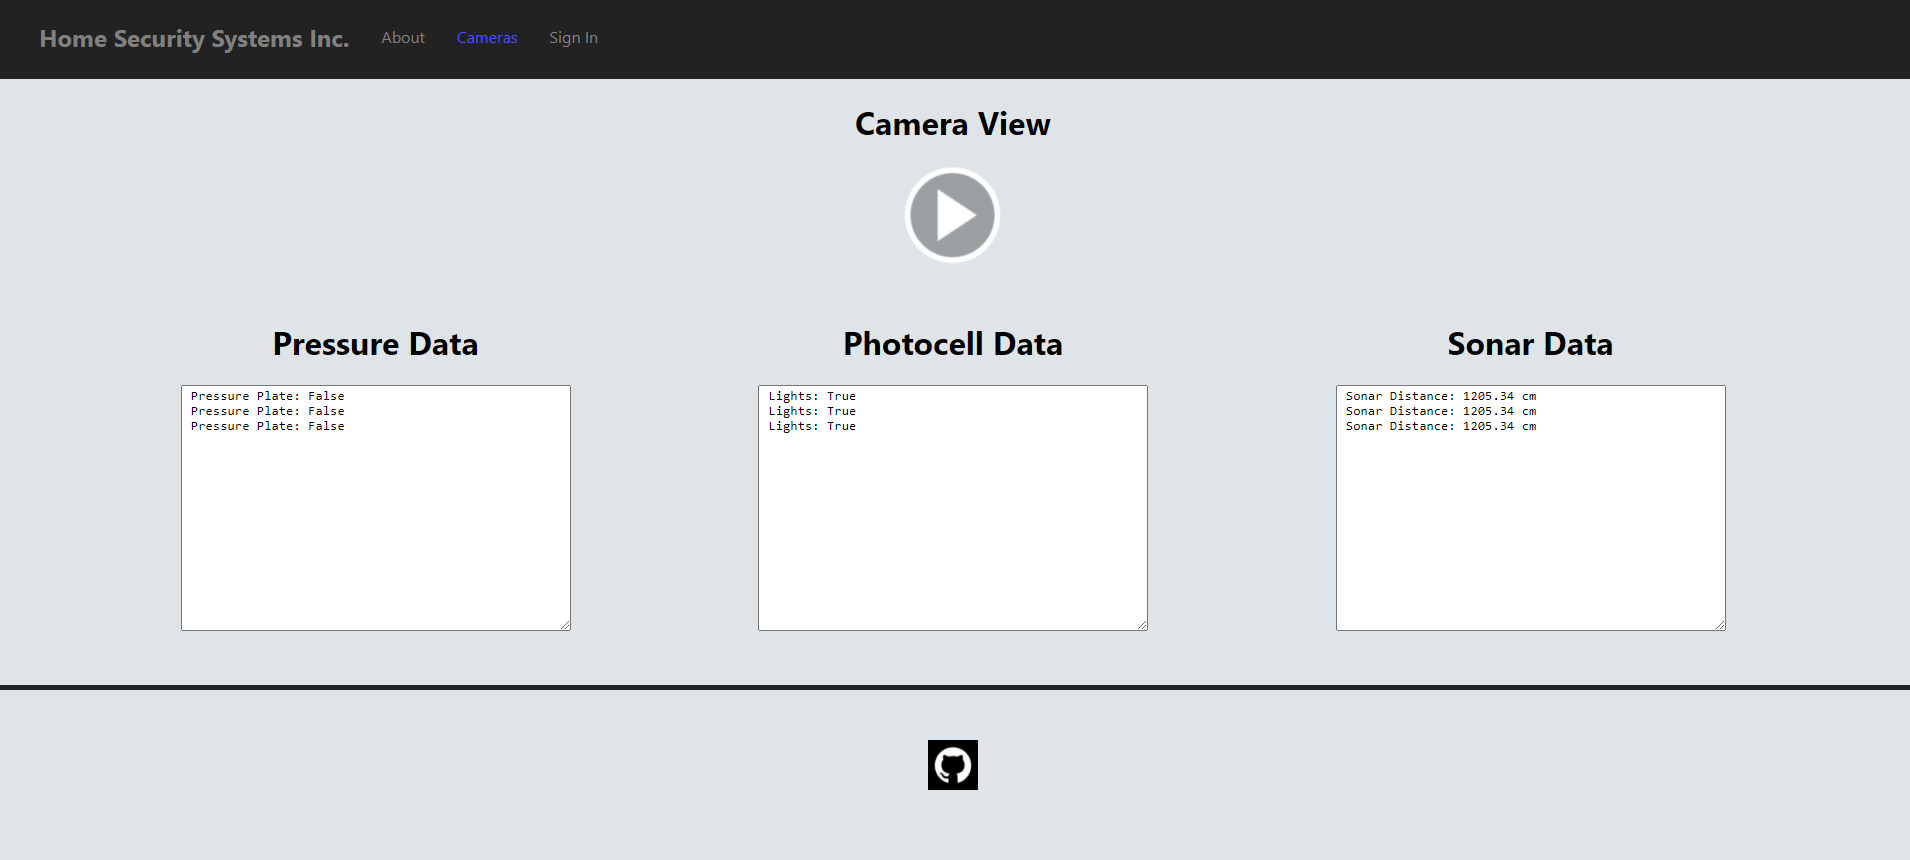 Home Security Systems Inc. About Cameras Sign In
Camera View
Pressure Data
Pressure Plate: False
Pressure Plate: False
Pressure Plate: False
Photocell Data
Lights: True
Lights: True
Lights: True
Sonar Data
Sonar Distance: 1205.34 cm
Sonar Distance: 1205.34 cm
Sonar Distance: 1205.34 cm